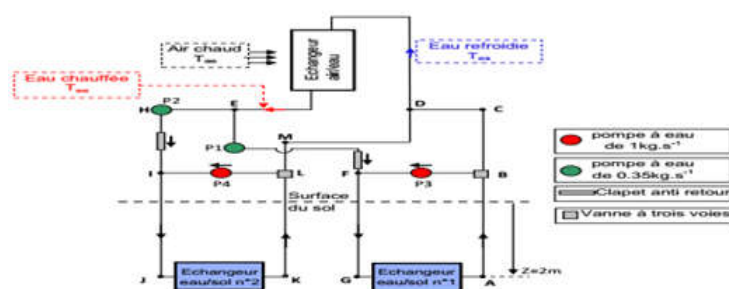 Air chaud
T
Echangeur
air/eau
Eau refroidie
T
Eau chauffée
T
H
P2
E
D
C
P1
M
I
P4
L
F
P3
B
Surface
du sol
J
Echangeur
eau/sol n°2
K
G
Echangeur
eau/sol n°1
A
Z=2m
pompe à eau
de 1kg.s⁻¹
pompe à eau
de 0.35kg.s⁻¹
Clapet anti retour
Vanne à trois voies